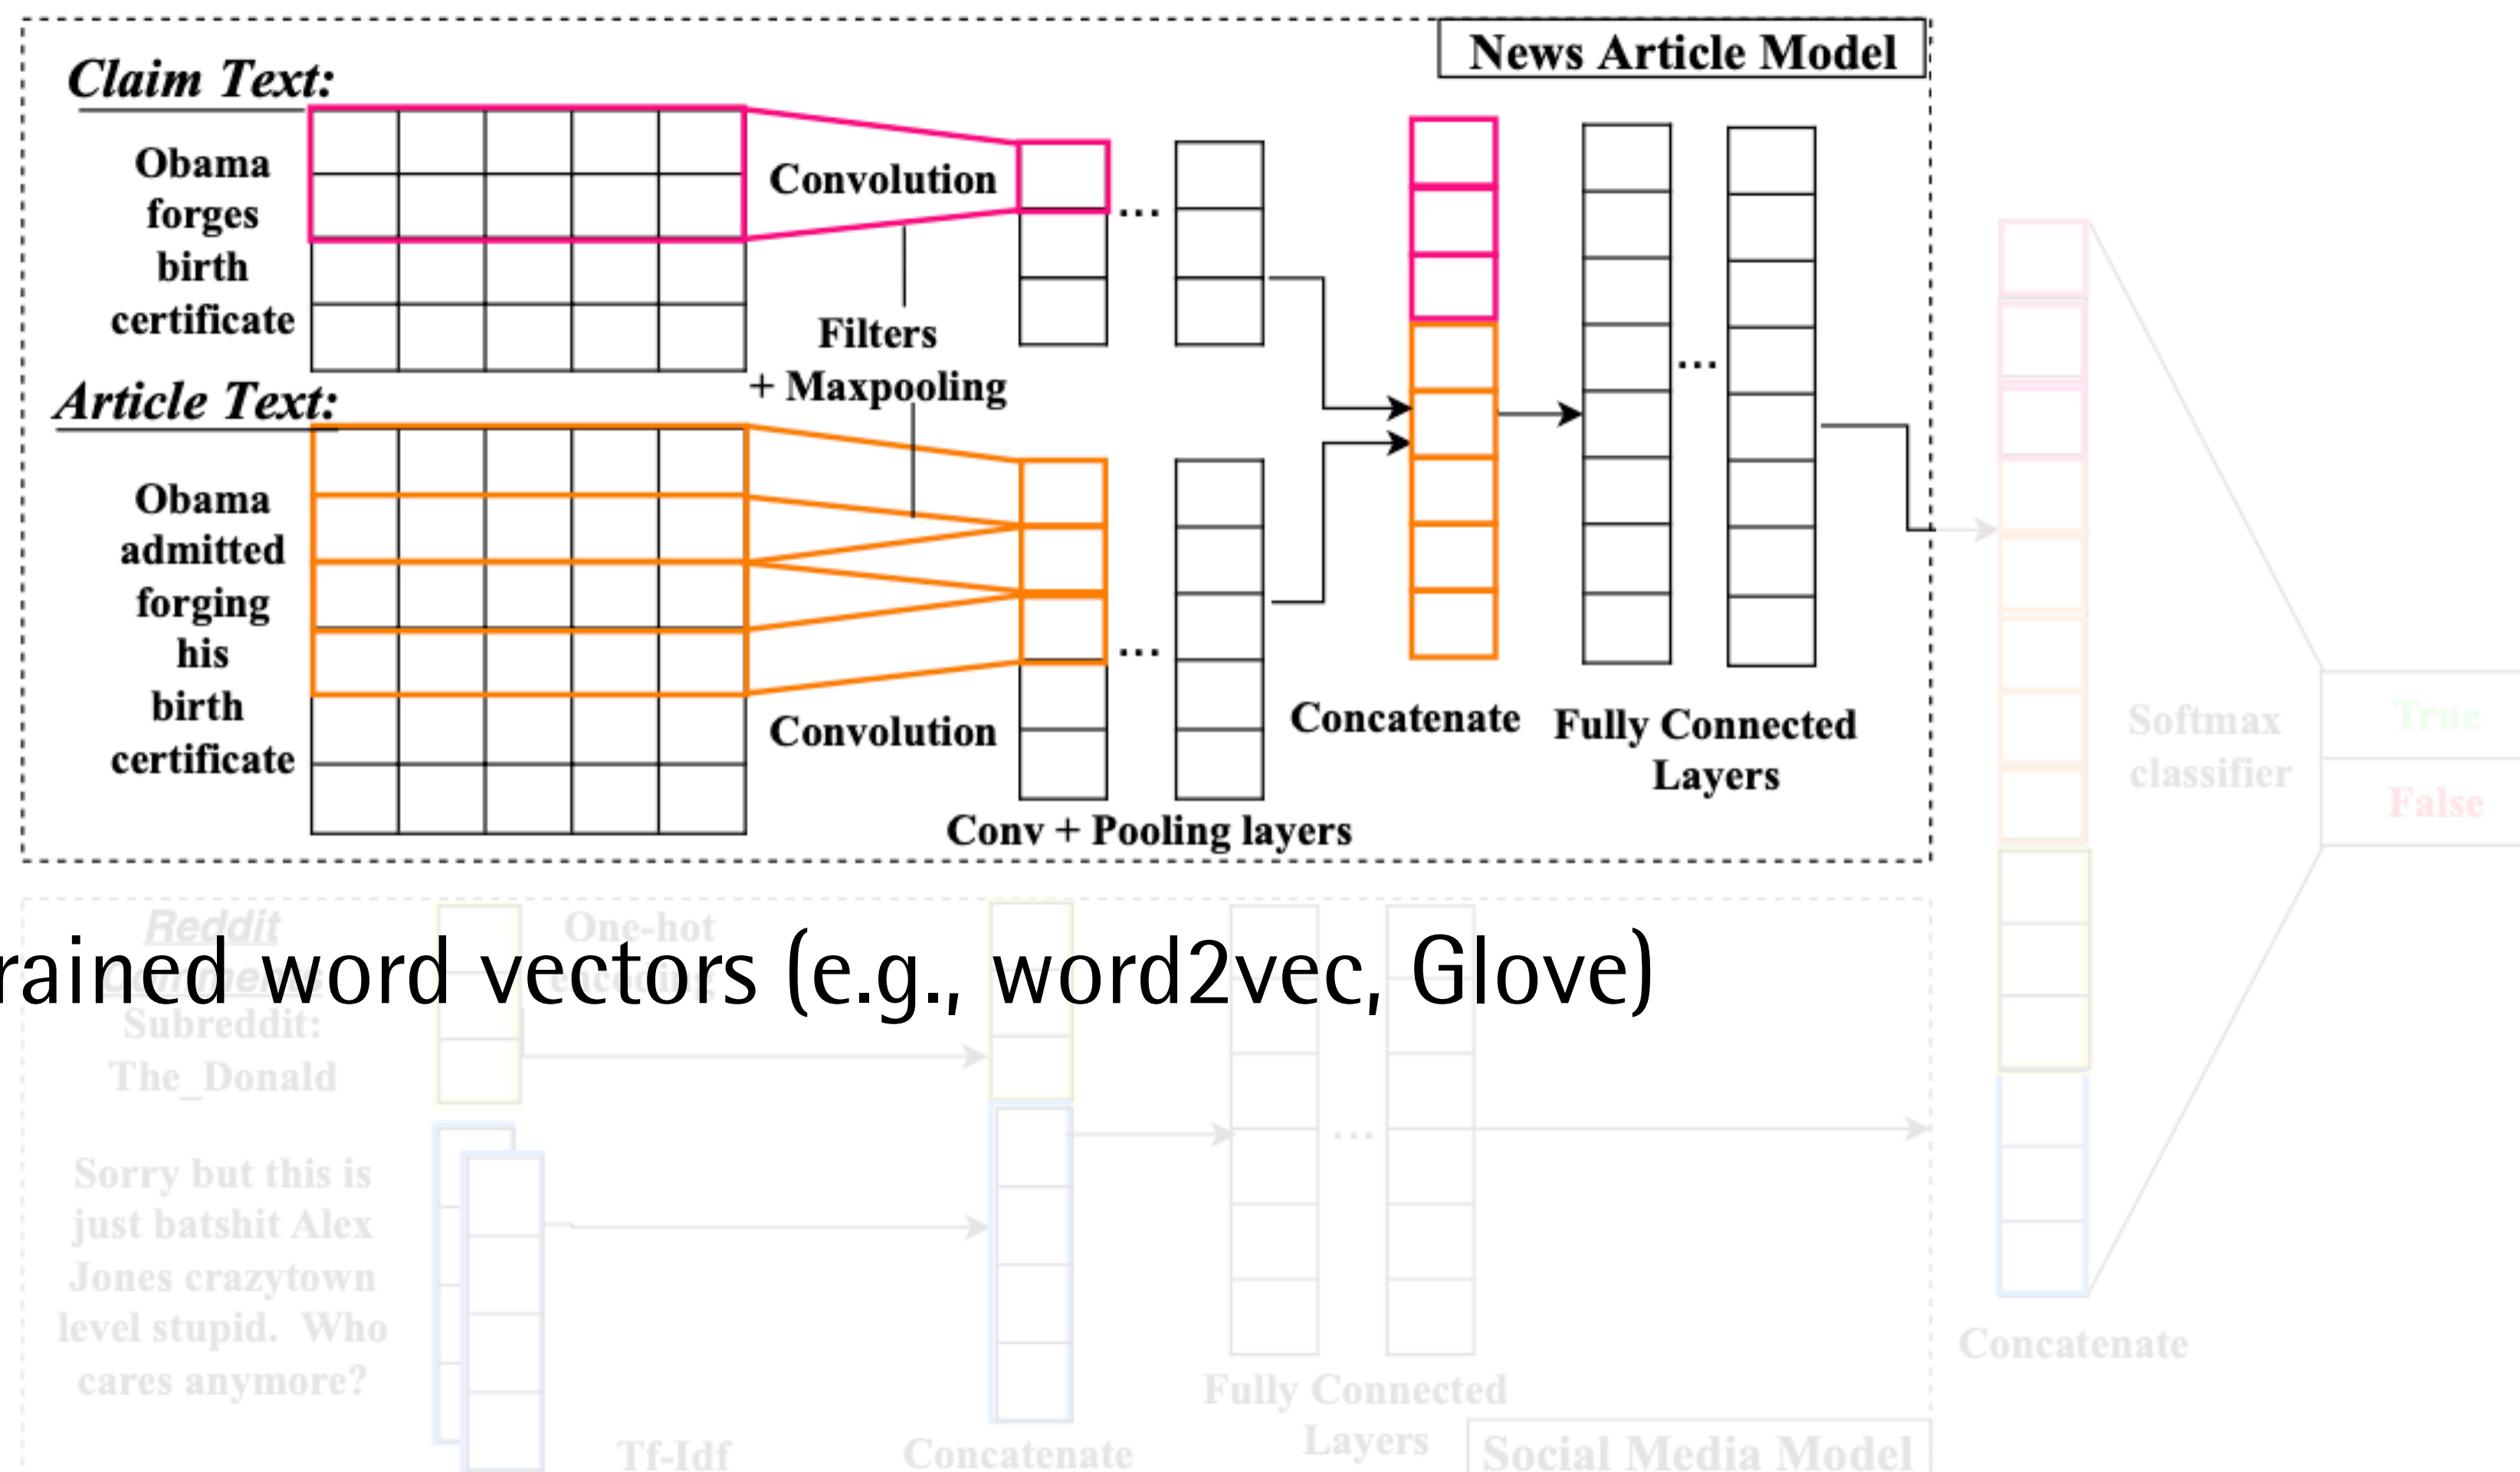 News Article Model
Claim Text:
Obama
forges
birth
certificate
Convolution
...
Filters
+ Maxpooling
Article Text:
Obama
admitted
forging
his
birth
certificate
Convolution
...
Conv + Pooling layers
Concatenate
...
Fully Connected
Layers
Softmax
classifier
True
False
Concatenate
Reddit
One-hot
rained word vectors (e.g., word2vec, Glove)
Subreddit:
The_Donald
Sorry but this is
just batshit Alex
Jones crazytown
level stupid. Who
cares anymore?
Tf-Idf
Concatenate
...
Fully Connected
Layers
Social Media Model